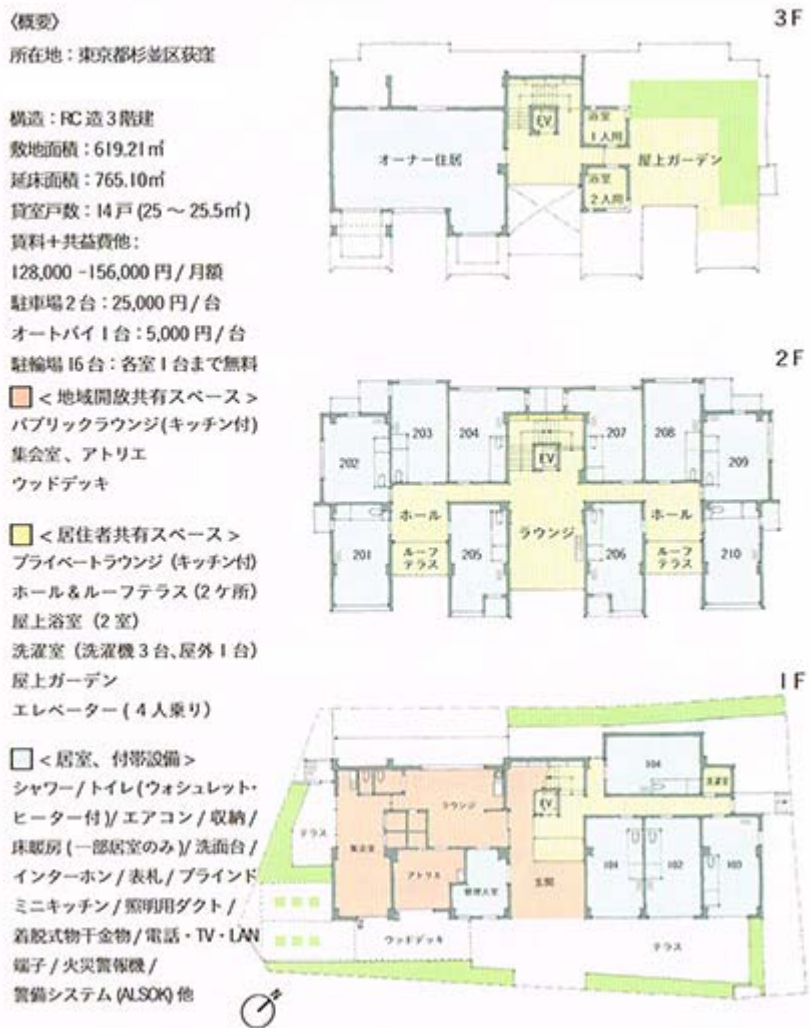 〈概要〉
所在地：東京都杉並区荻窪
構造：RC造3階建
敷地面積：619.21㎡
延床面積：765.10㎡
貸室戸数：14戸(25～25.5㎡)
賃料＋共益費他：
128,000-156,000円/月額
駐車場2台：25,000円/台
オートバイ1台：5,000円/台
駐輪場16台：各室1台まで無料
＜地域開放共有スペース＞
パブリックラウンジ(キッチン付)
集会室、アトリエ
ウッドデッキ
＜居住者共有スペース＞
プライベートラウンジ(キッチン付)
ホール＆ルーフテラス(2ケ所)
屋上浴室(2室)
洗濯室(洗濯機3台、屋外1台)
屋上ガーデン
エレベーター(4人乗り)
＜居室、付帯設備＞
シャワー/トイレ(ウォシュレット・
ヒーター付)/エアコン/収納/
床暖房(一部居室のみ)/洗面台/
インターホン/表札/ブラインド
ミニキッチン/照明用ダクト/
着脱式物干金物/電話・TV・LAN
端子/火災警報機/
警備システム(ALSOK)他
3F
オーナー住居
EV
浴室
1人用
浴室
2人用
屋上ガーデン
2F
202
203
204
EV
207
208
209
ホール
ラウンジ
ホール
201
ルーフ
テラス
205
206
ルーフ
テラス
210
1F
テラス
集会室
ラウンジ
EV
104
洗濯室
アトリエ
管理人室
玄関
101
102
103
ウッドデッキ
テラス
N